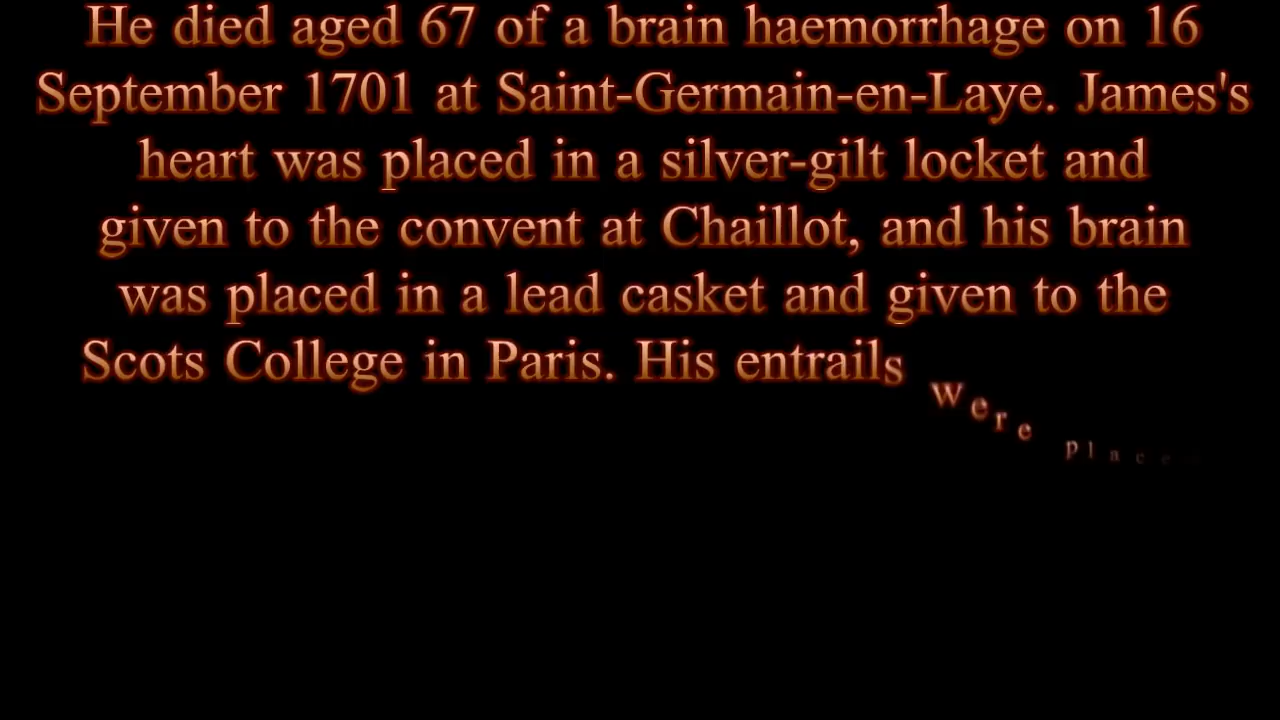 He died aged 67 of a brain haemorrhage on 16
September 1701 at Saint-Germain-en-Laye. James's
heart was placed in a silver-gilt locket and
given to the convent at Chaillot, and his brain
was placed in a lead casket and given to the
Scots College in Paris. His entrails were place